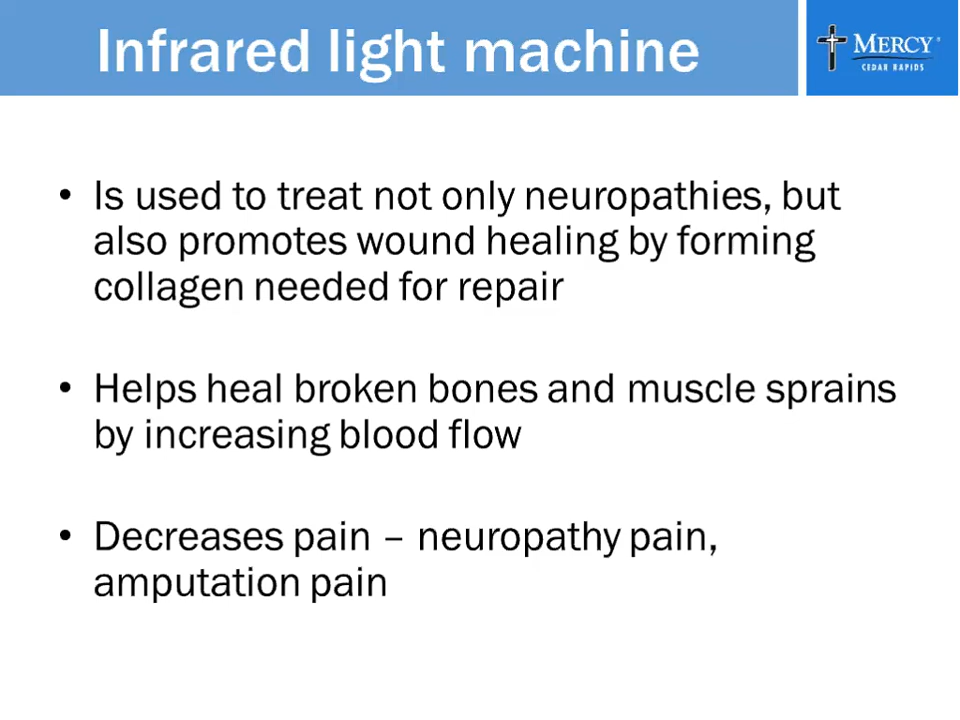 Infrared light machine
MERCY®
CEDAR RAPIDS
• Is used to treat not only neuropathies, but
also promotes wound healing by forming
collagen needed for repair
• Helps heal broken bones and muscle sprains
by increasing blood flow
• Decreases pain – neuropathy pain,
amputation pain